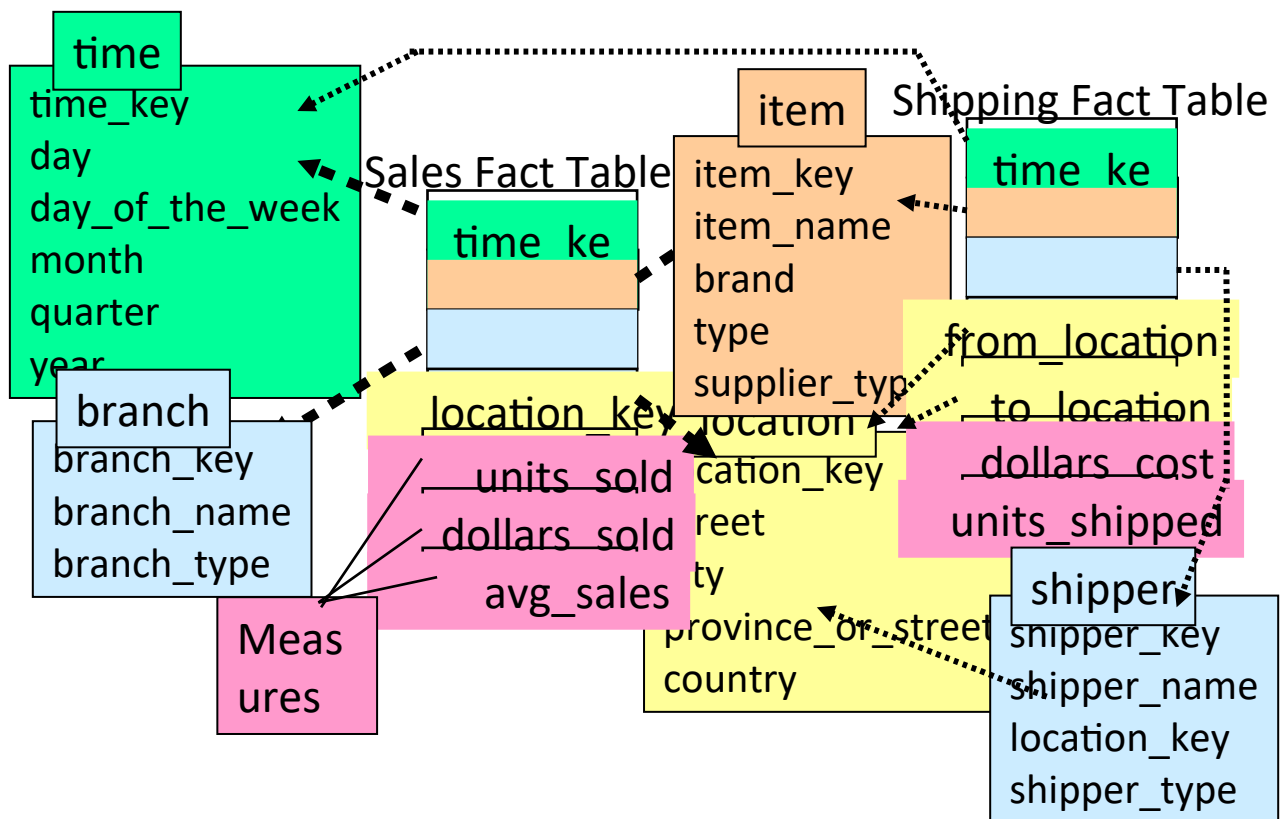 time
time_key
day
day_of_the_week
month
quarter
year
Sales Fact Table
time_ke
location_key
units_sold
dollars_sold
avg_sales
Meas
ures
branch
branch_key
branch_name
branch_type
item
item_key
item_name
brand
type
supplier_typ
location
cation_key
reet
ty
province_or_street
country
Shipping Fact Table
time_ke
from_location
to_location
dollars_cost
units_shipped
shipper
shipper_key
shipper_name
location_key
shipper_type